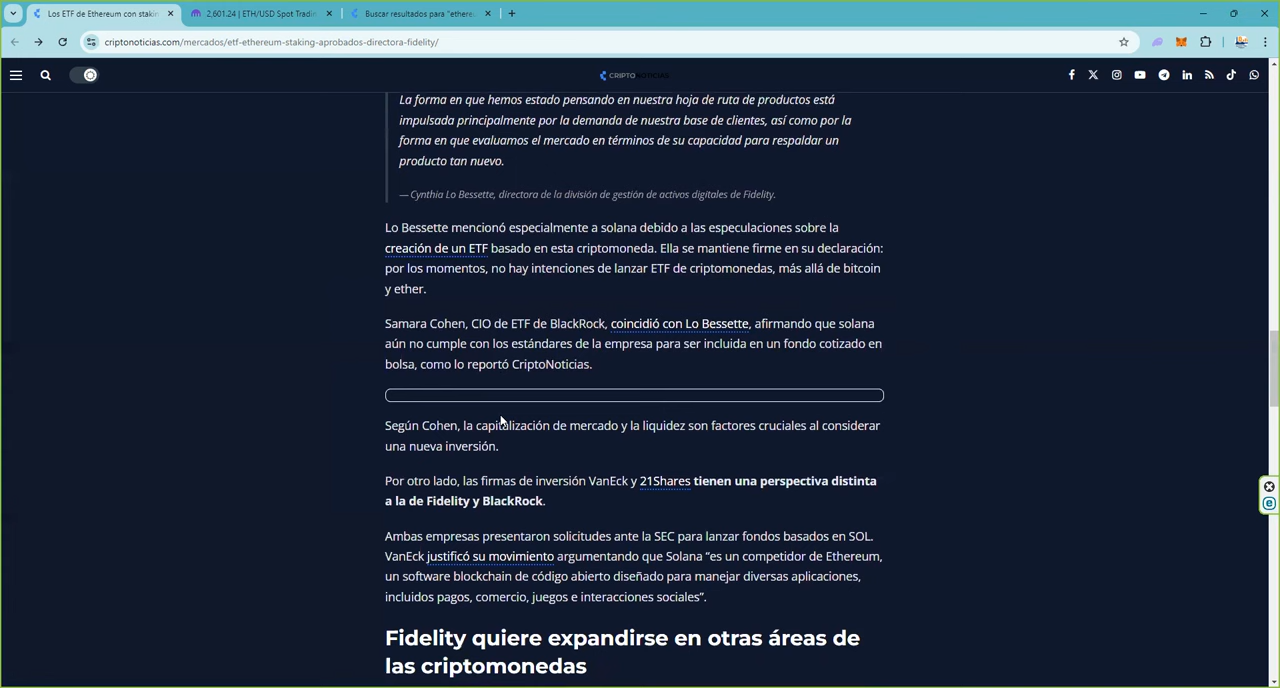 Los ETF de Ethereum con stakin
2,601.24 | ETH/USD Spot Tradin
Buscar resultados para "ethere
criptonoticias.com/mercados/etf-ethereum-staking-aprobados-directora-fidelity/
CRIPTONOTICIAS
La forma en que hemos estado pensando en nuestra hoja de ruta de productos está
impulsada principalmente por la demanda de nuestra base de clientes, así como por la
forma en que evaluamos el mercado en términos de su capacidad para respaldar un
producto tan nuevo.
— Cynthia Lo Bessette, directora de la división de gestión de activos digitales de Fidelity.
Lo Bessette mencionó especialmente a solana debido a las especulaciones sobre la
creación de un ETF basado en esta criptomoneda. Ella se mantiene firme en su declaración:
por los momentos, no hay intenciones de lanzar ETF de criptomonedas, más allá de bitcoin
y ether.
Samara Cohen, CIO de ETF de BlackRock, coincidió con Lo Bessette, afirmando que solana
aún no cumple con los estándares de la empresa para ser incluida en un fondo cotizado en
bolsa, como lo reportó CriptoNoticias.
Según Cohen, la capitalización de mercado y la liquidez son factores cruciales al considerar
una nueva inversión.
Por otro lado, las firmas de inversión VanEck y 21Shares tienen una perspectiva distinta
a la de Fidelity y BlackRock.
Ambas empresas presentaron solicitudes ante la SEC para lanzar fondos basados en SOL.
VanEck justificó su movimiento argumentando que Solana “es un competidor de Ethereum,
un software blockchain de código abierto diseñado para manejar diversas aplicaciones,
incluidos pagos, comercio, juegos e interacciones sociales”.
Fidelity quiere expandirse en otras áreas de
las criptomonedas